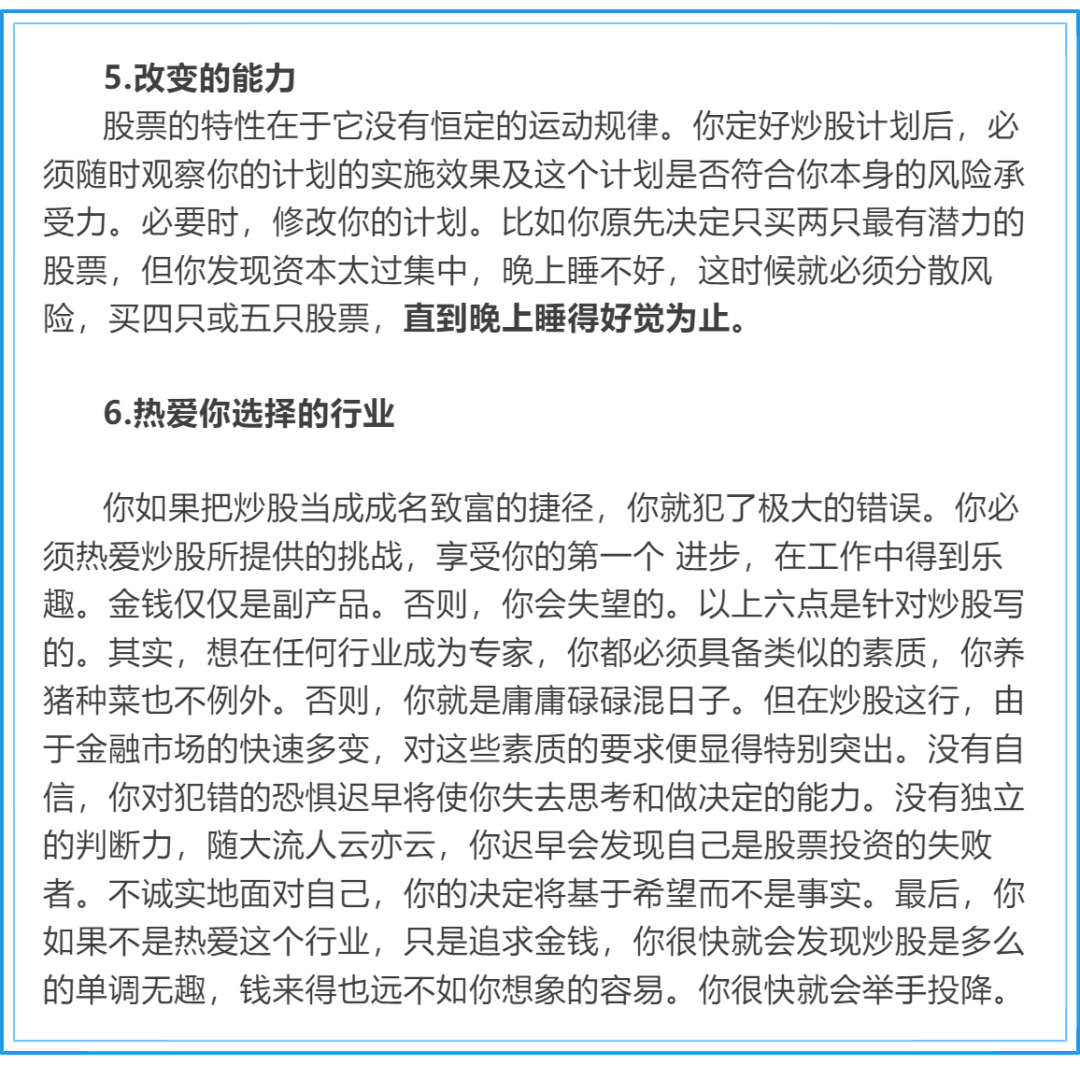 5.改变的能力
股票的特性在于它没有恒定的运动规律。你定好炒股计划后，必
须随时观察你的计划的实施效果及这个计划是否符合你本身的风险承
受力。必要时，修改你的计划。比如你原先决定只买两只最有潜力的
股票，但你发现资本太过集中，晚上睡不好，这时候就必须分散风
险，买四只或五只股票，直到晚上睡得好觉为止。
6.热爱你选择的行业
你如果把炒股当成成名致富的捷径，你就犯了极大的错误。你必
须热爱炒股所提供的挑战，享受你的第一个 进步，在工作中得到乐
趣。金钱仅仅是副产品。否则，你会失望的。以上六点是针对炒股写
的。其实，想在任何行业成为专家，你都必须具备类似的素质，你养
猪种菜也不例外。否则，你就是庸庸碌碌混日子。但在炒股这行，由
于金融市场的快速多变，对这些素质的要求便显得特别突出。没有自
信，你对犯错的恐惧迟早将使你失去思考和做决定的能力。没有独立
的判断力，随大流人云亦云，你迟早会发现自己是股票投资的失败
者。不诚实地面对自己，你的决定将基于希望而不是事实。最后，你
如果不是热爱这个行业，只是追求金钱，你很快就会发现炒股是多么
的单调无趣，钱来得也远不如你想象的容易。你很快就会举手投降。